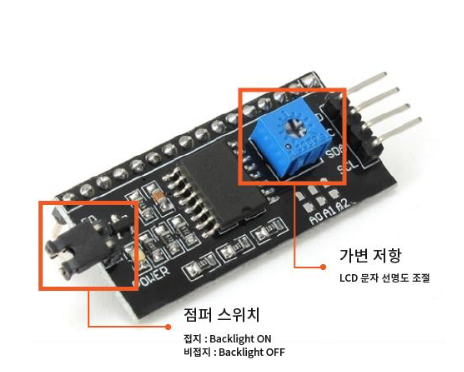 SDA
SCL
A0 A1 A2
POWER
가변 저항
LCD 문자 선명도 조절
점퍼 스위치
접지 : Backlight ON
비접지 : Backlight OFF